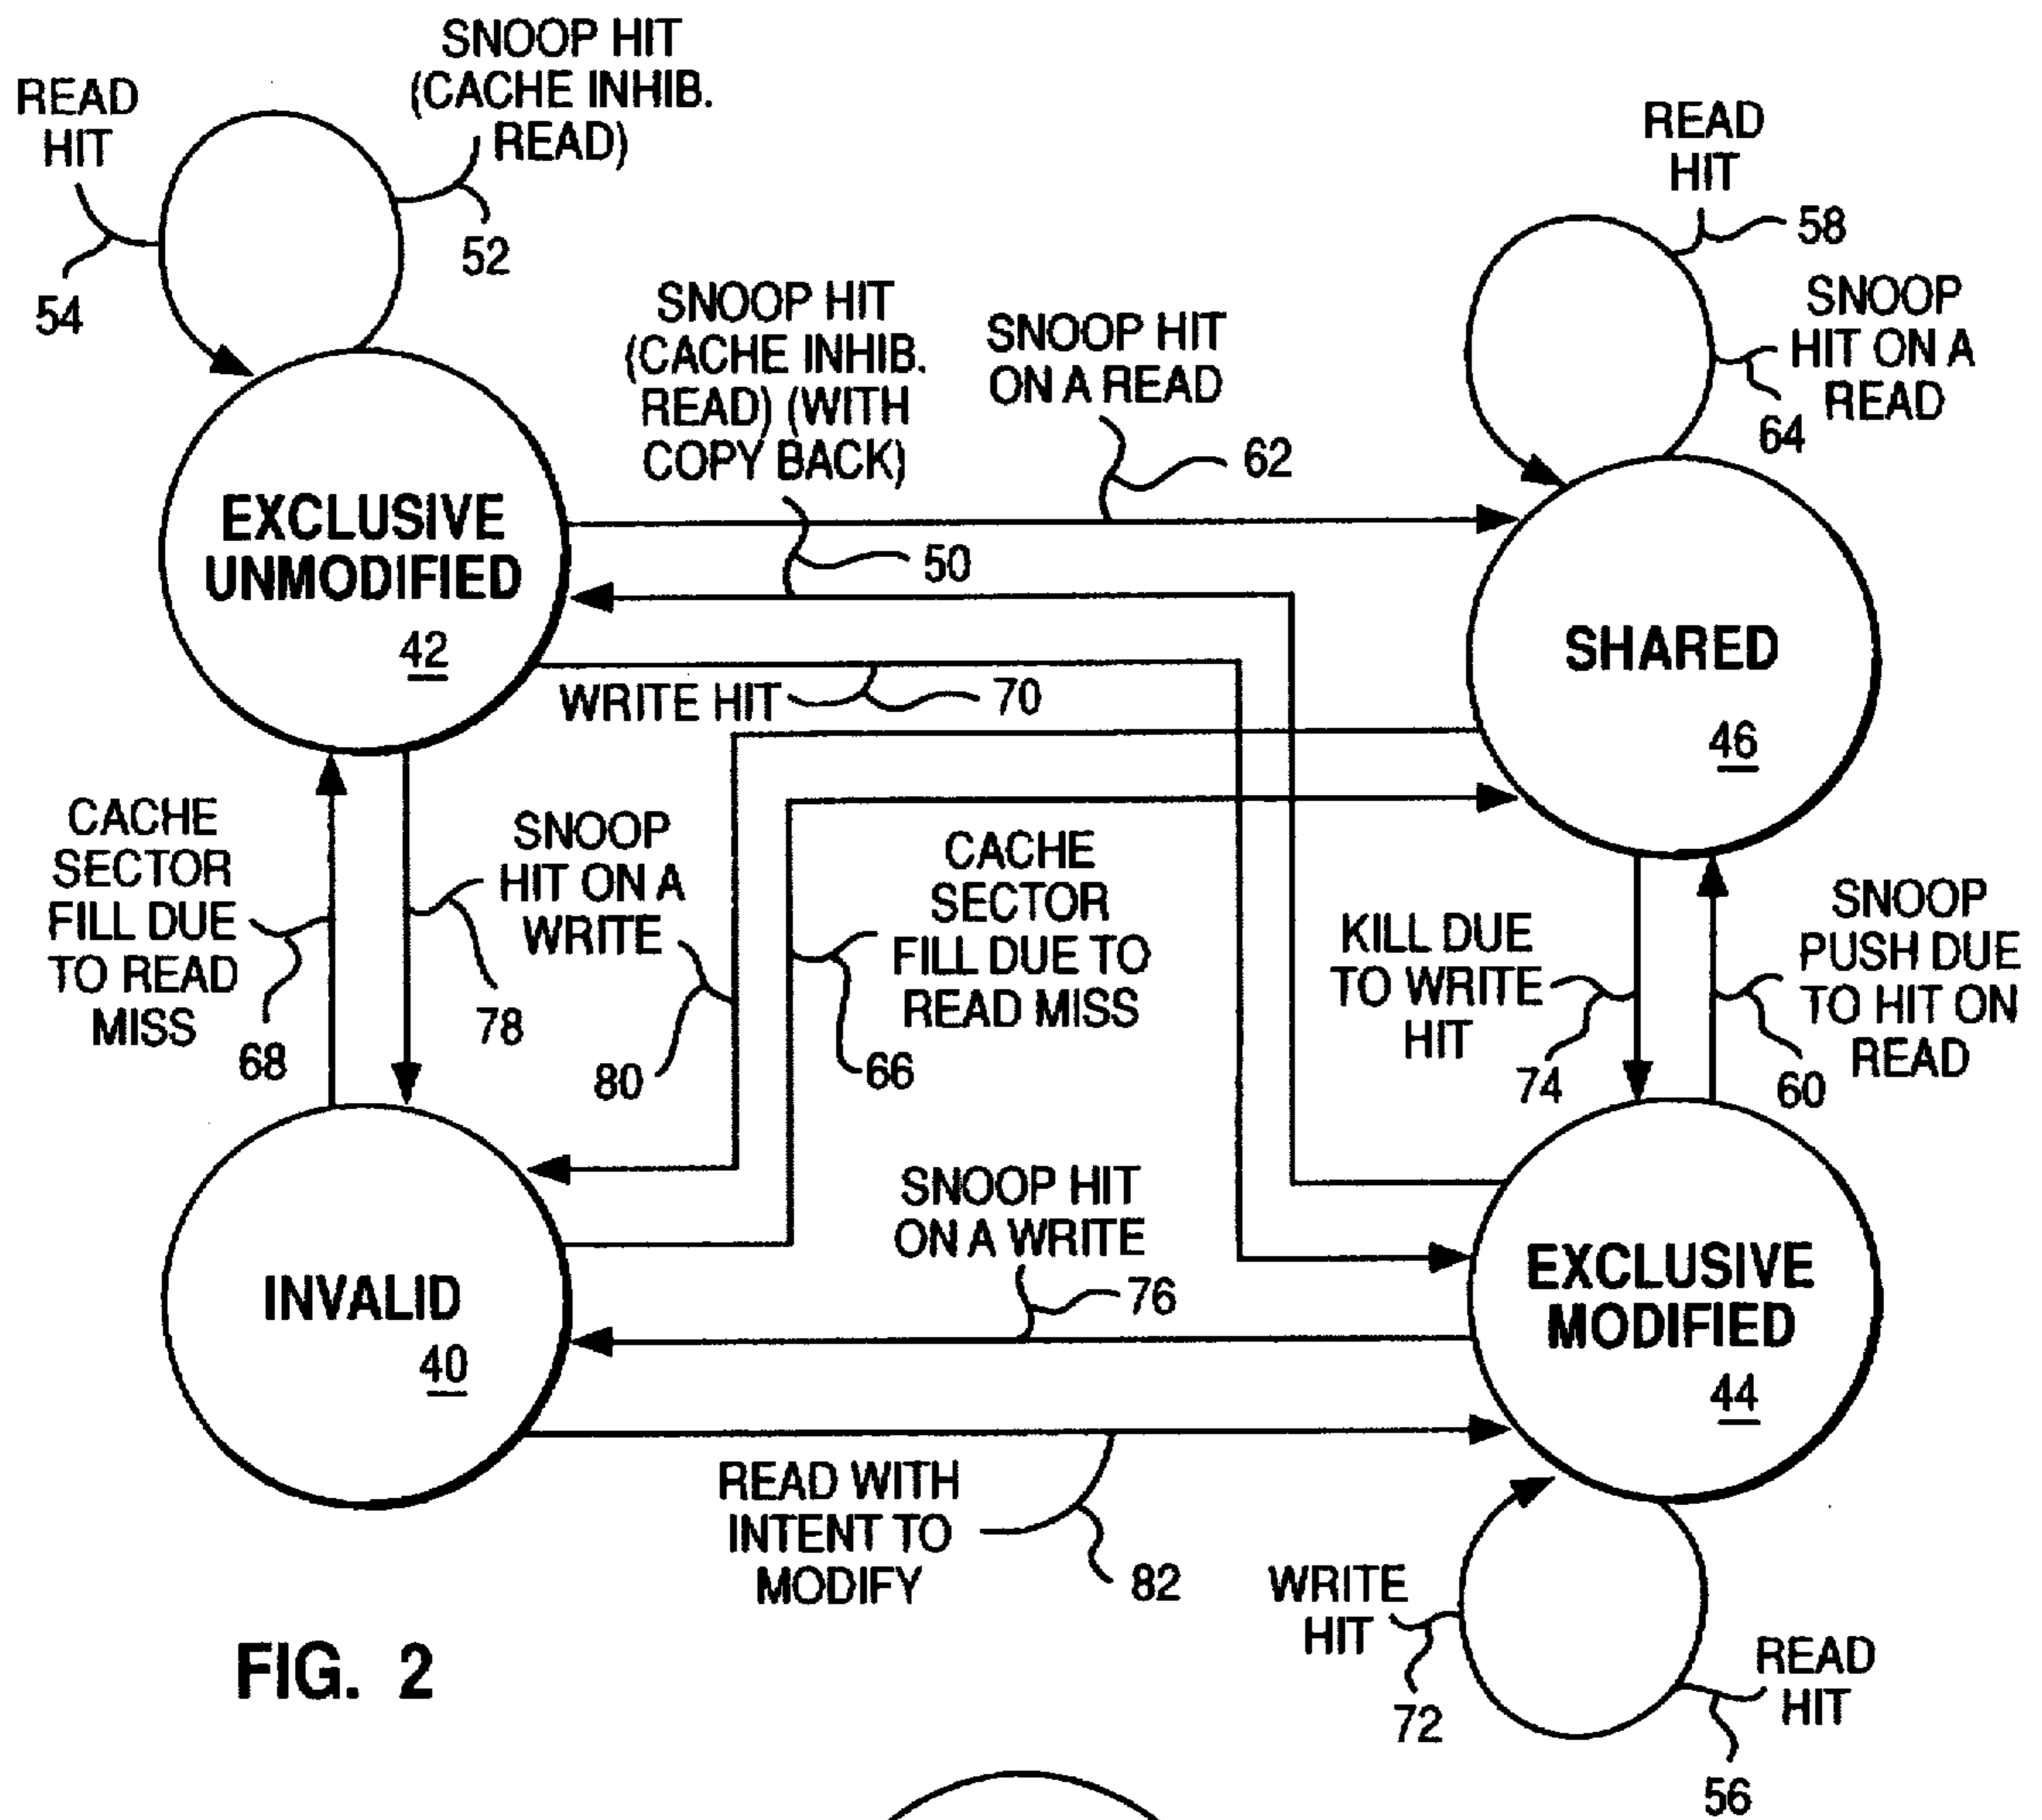 SNOOP HIT
(CACHE INHIB.
READ)
READ
HIT
52
54
READ
HIT
58
SNOOP
HIT ON A
READ
64
SNOOP HIT
(CACHE INHIB.
READ) (WITH
COPY BACK)
SNOOP HIT
ON A READ
62
50
EXCLUSIVE
UNMODIFIED
42
WRITE HIT
70
SHARED
46
CACHE
SECTOR
FILL DUE
TO READ
MISS
68
SNOOP
HIT ON A
WRITE
78
80
CACHE
SECTOR
FILL DUE TO
READ MISS
66
KILL DUE
TO WRITE
HIT
74
SNOOP
PUSH DUE
TO HIT ON
READ
60
SNOOP HIT
ON A WRITE
76
INVALID
40
EXCLUSIVE
MODIFIED
44
READ WITH
INTENT TO
MODIFY
82
WRITE
HIT
72
READ
HIT
56
FIG. 2